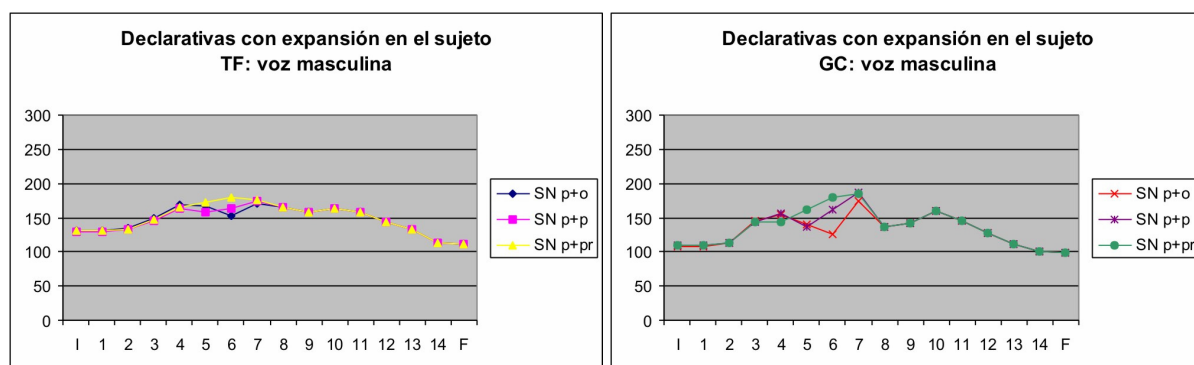 Declarativas con expansión en el sujeto
TF: voz masculina
300
250
200
150
100
50
0
I 1 2 3 4 5 6 7 8 9 10 11 12 13 14 F
SN p+o
SN p+p
SN p+pr
Declarativas con expansión en el sujeto
GC: voz masculina
300
250
200
150
100
50
0
I 1 2 3 4 5 6 7 8 9 10 11 12 13 14 F
SN p+o
SN p+p
SN p+pr